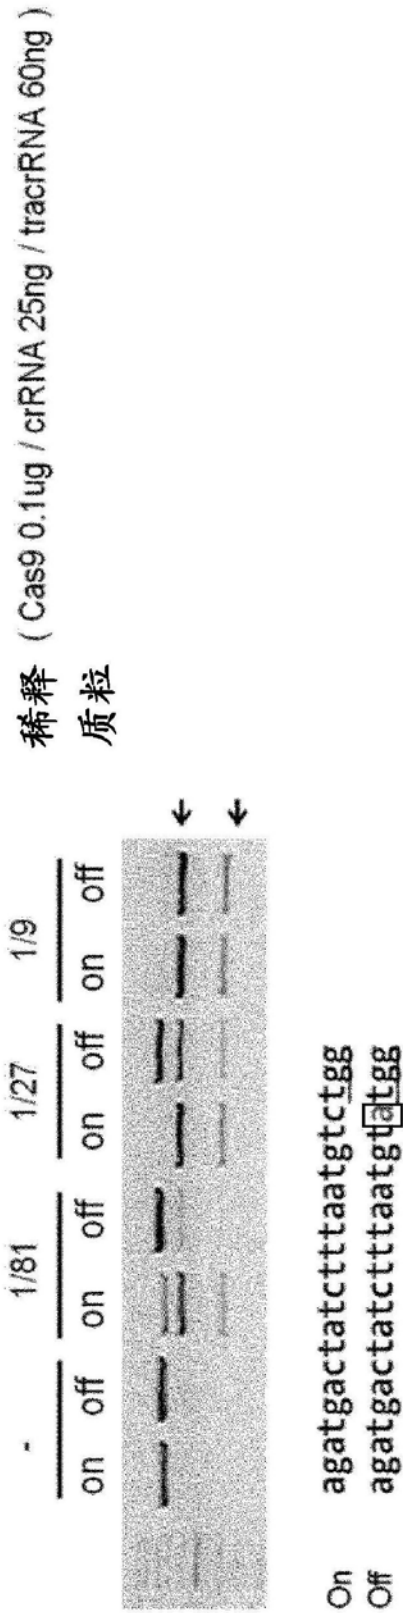 - 1/81 1/27 1/9 稀释 ( Cas9 0.1ug / crRNA 25ng / tracrRNA 60ng )
on off on off on off on off 质粒
On agatgactatctttaatgtctgg
Off agatgactatctttaatgtatgg